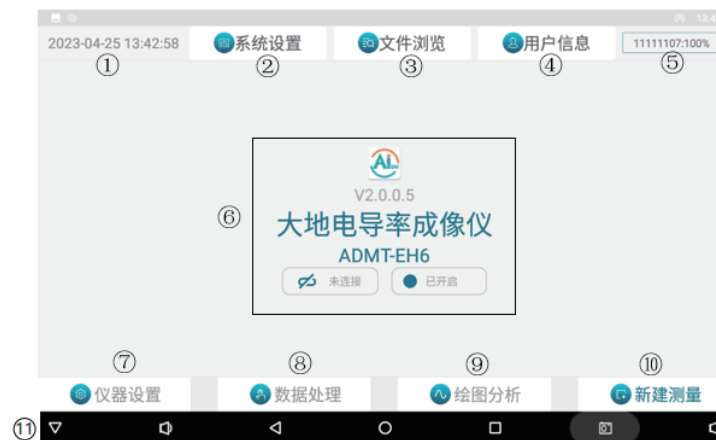 13:4
2023-04-25 13:42:58
系统设置
文件浏览
用户信息
11111107:100%
①
②
③
④
⑤
Ai
V2.0.0.5
⑥
大地电导率成像仪
ADMT-EH6
未连接
已开启
⑦
⑧
⑨
⑩
仪器设置
数据处理
绘图分析
新建测量
⑪